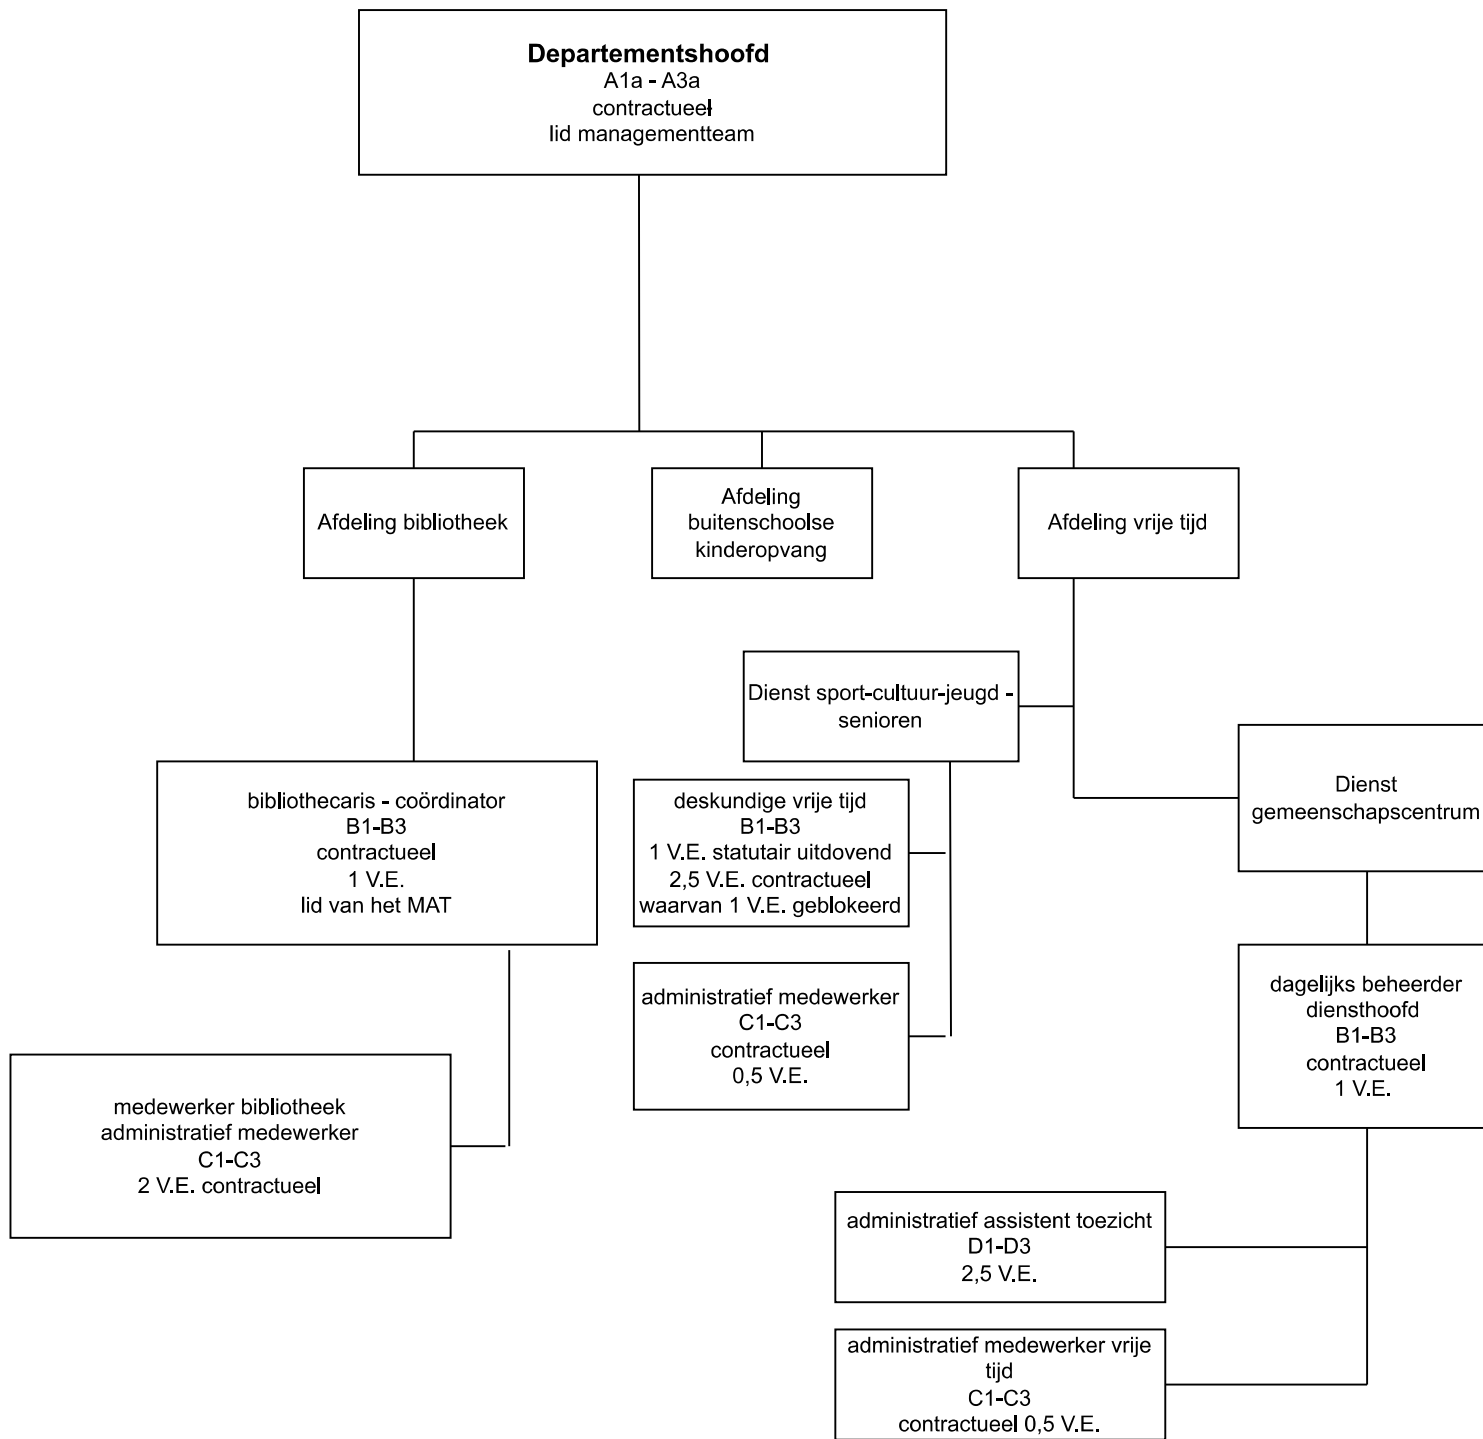 Departementshoofd
A1a - A3a
contractueel
lid managementteam
Afdeling bibliotheek
Afdeling
buitenschoolse
kinderopvang
Afdeling vrije tijd
Dienst sport-cultuur-jeugd -
senioren
Dienst
gemeenschapscentrum
bibliothecaris - coördinator
B1-B3
contractueel
1 V.E.
lid van het MAT
deskundige vrije tijd
B1-B3
1 V.E. statutair uitdovend
2,5 V.E. contractueel
waarvan 1 V.E. geblokeerd
administratief medewerker
C1-C3
contractueel
0,5 V.E.
dagelijks beheerder
diensthoofd
B1-B3
contractueel
1 V.E.
medewerker bibliotheek
administratief medewerker
C1-C3
2 V.E. contractueel
administratief assistent toezicht
D1-D3
2,5 V.E.
administratief medewerker vrije
tijd
C1-C3
contractueel 0,5 V.E.